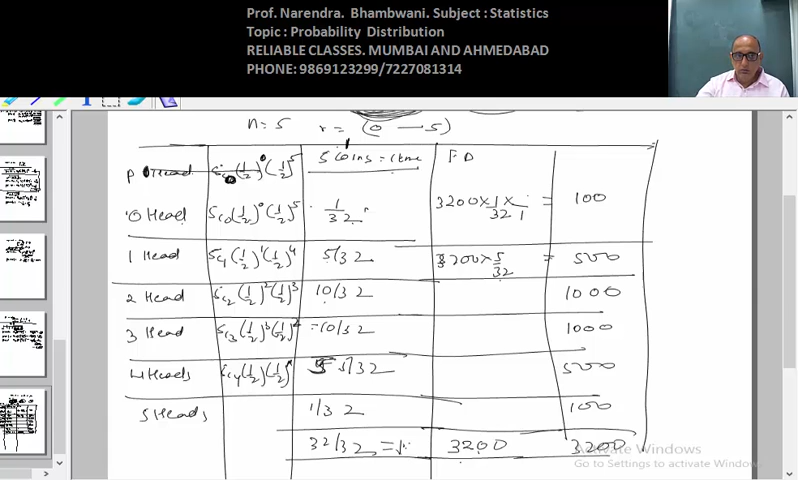 Prof. Narendra. Bhambwani. Subject : Statistics
Topic : Probability Distribution
RELIABLE CLASSES. MUMBAI AND AHMEDABAD
PHONE: 9869123299/7227081314
n = 5 r = (0 — 5)
5 coins = 1 time F D
0 Head 5C0 (1/2)^0 (1/2)^5 1/32 3200 × 1/32 × 1/1 = 100
1 Head 5C1 (1/2)^1 (1/2)^4 5/32 3200 × 5/32 = 500
2 Head 5C2 (1/2)^2 (1/2)^3 10/32 1000
3 Head 5C3 (1/2)^3 (1/2)^2 = 10/32 1000
4 Heads 5C4 (1/2) (1/2) 5/32 500
5 Heads 1/32 100
32/32 = 1 3200 3200
Activate Windows
Go to Settings to activate Windows.